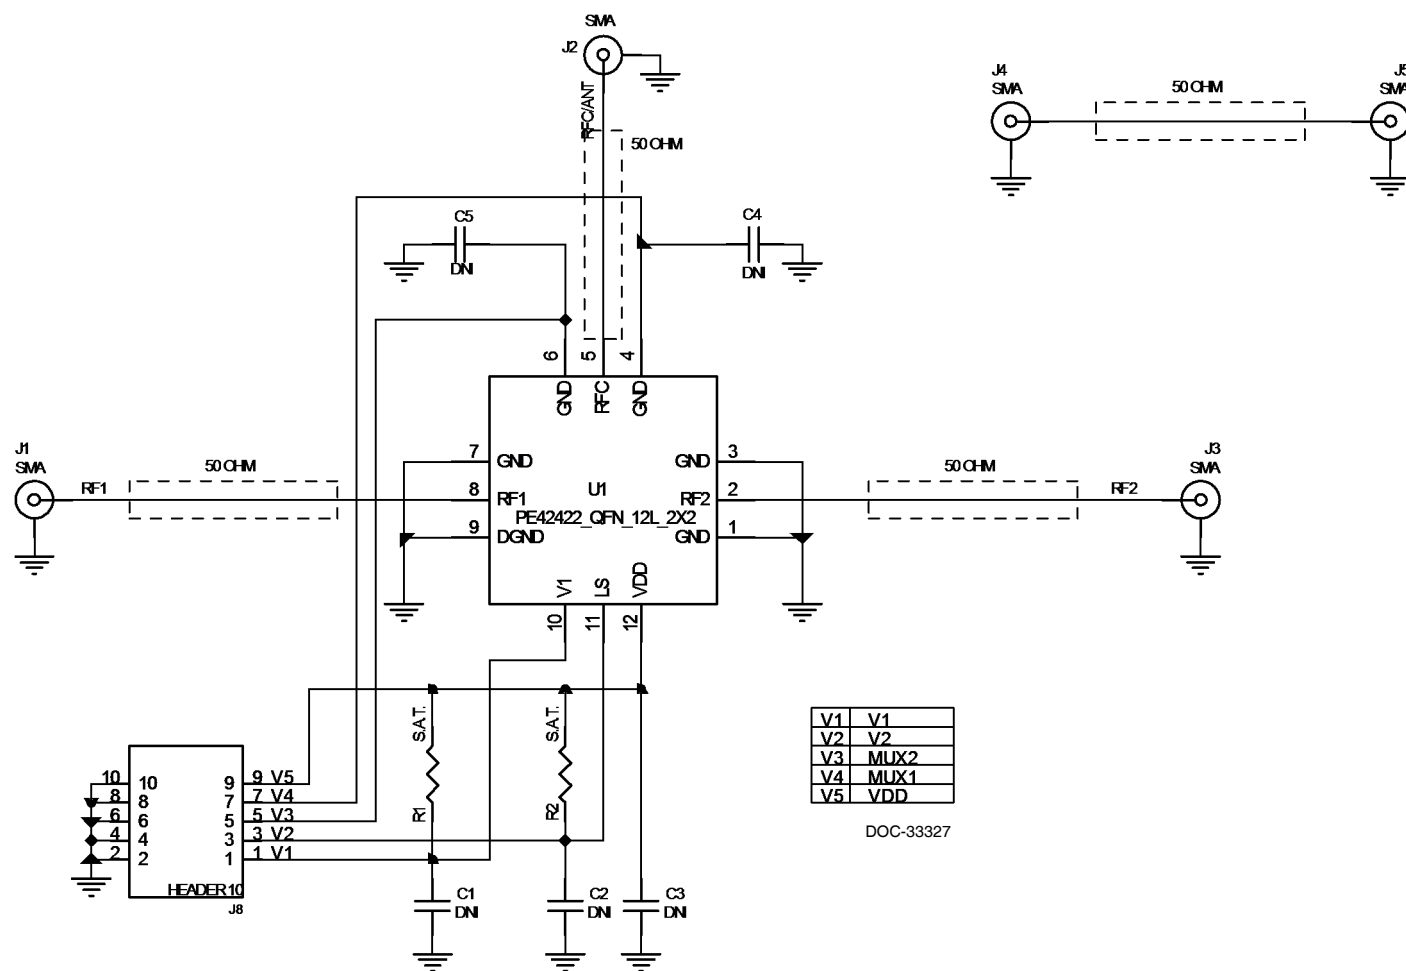 SMA
J2
RFC/ANT
50 OHM
J4
SMA
50 OHM
J5
SMA
C5
DNI
C4
DNI
6
5
4
GND
RFC
GND
J1
SMA
RF1
50 OHM
7
GND
8
RF1
9
DGND
U1
PE42422_QFN_12L_2X2
GND
3
RF2
2
GND
1
50 OHM
RF2
J3
SMA
V1
LS
VDD
10
11
12
S.A.T.
R1
S.A.T.
R2
10 10
8 8
6 6
4 4
2 2
9 9 V5
7 7 V4
5 5 V3
3 3 V2
1 1 V1
HEADER 10
J8
C1
DNI
C2
DNI
C3
DNI
V1 V1
V2 V2
V3 MUX2
V4 MUX1
V5 VDD
DOC-33327